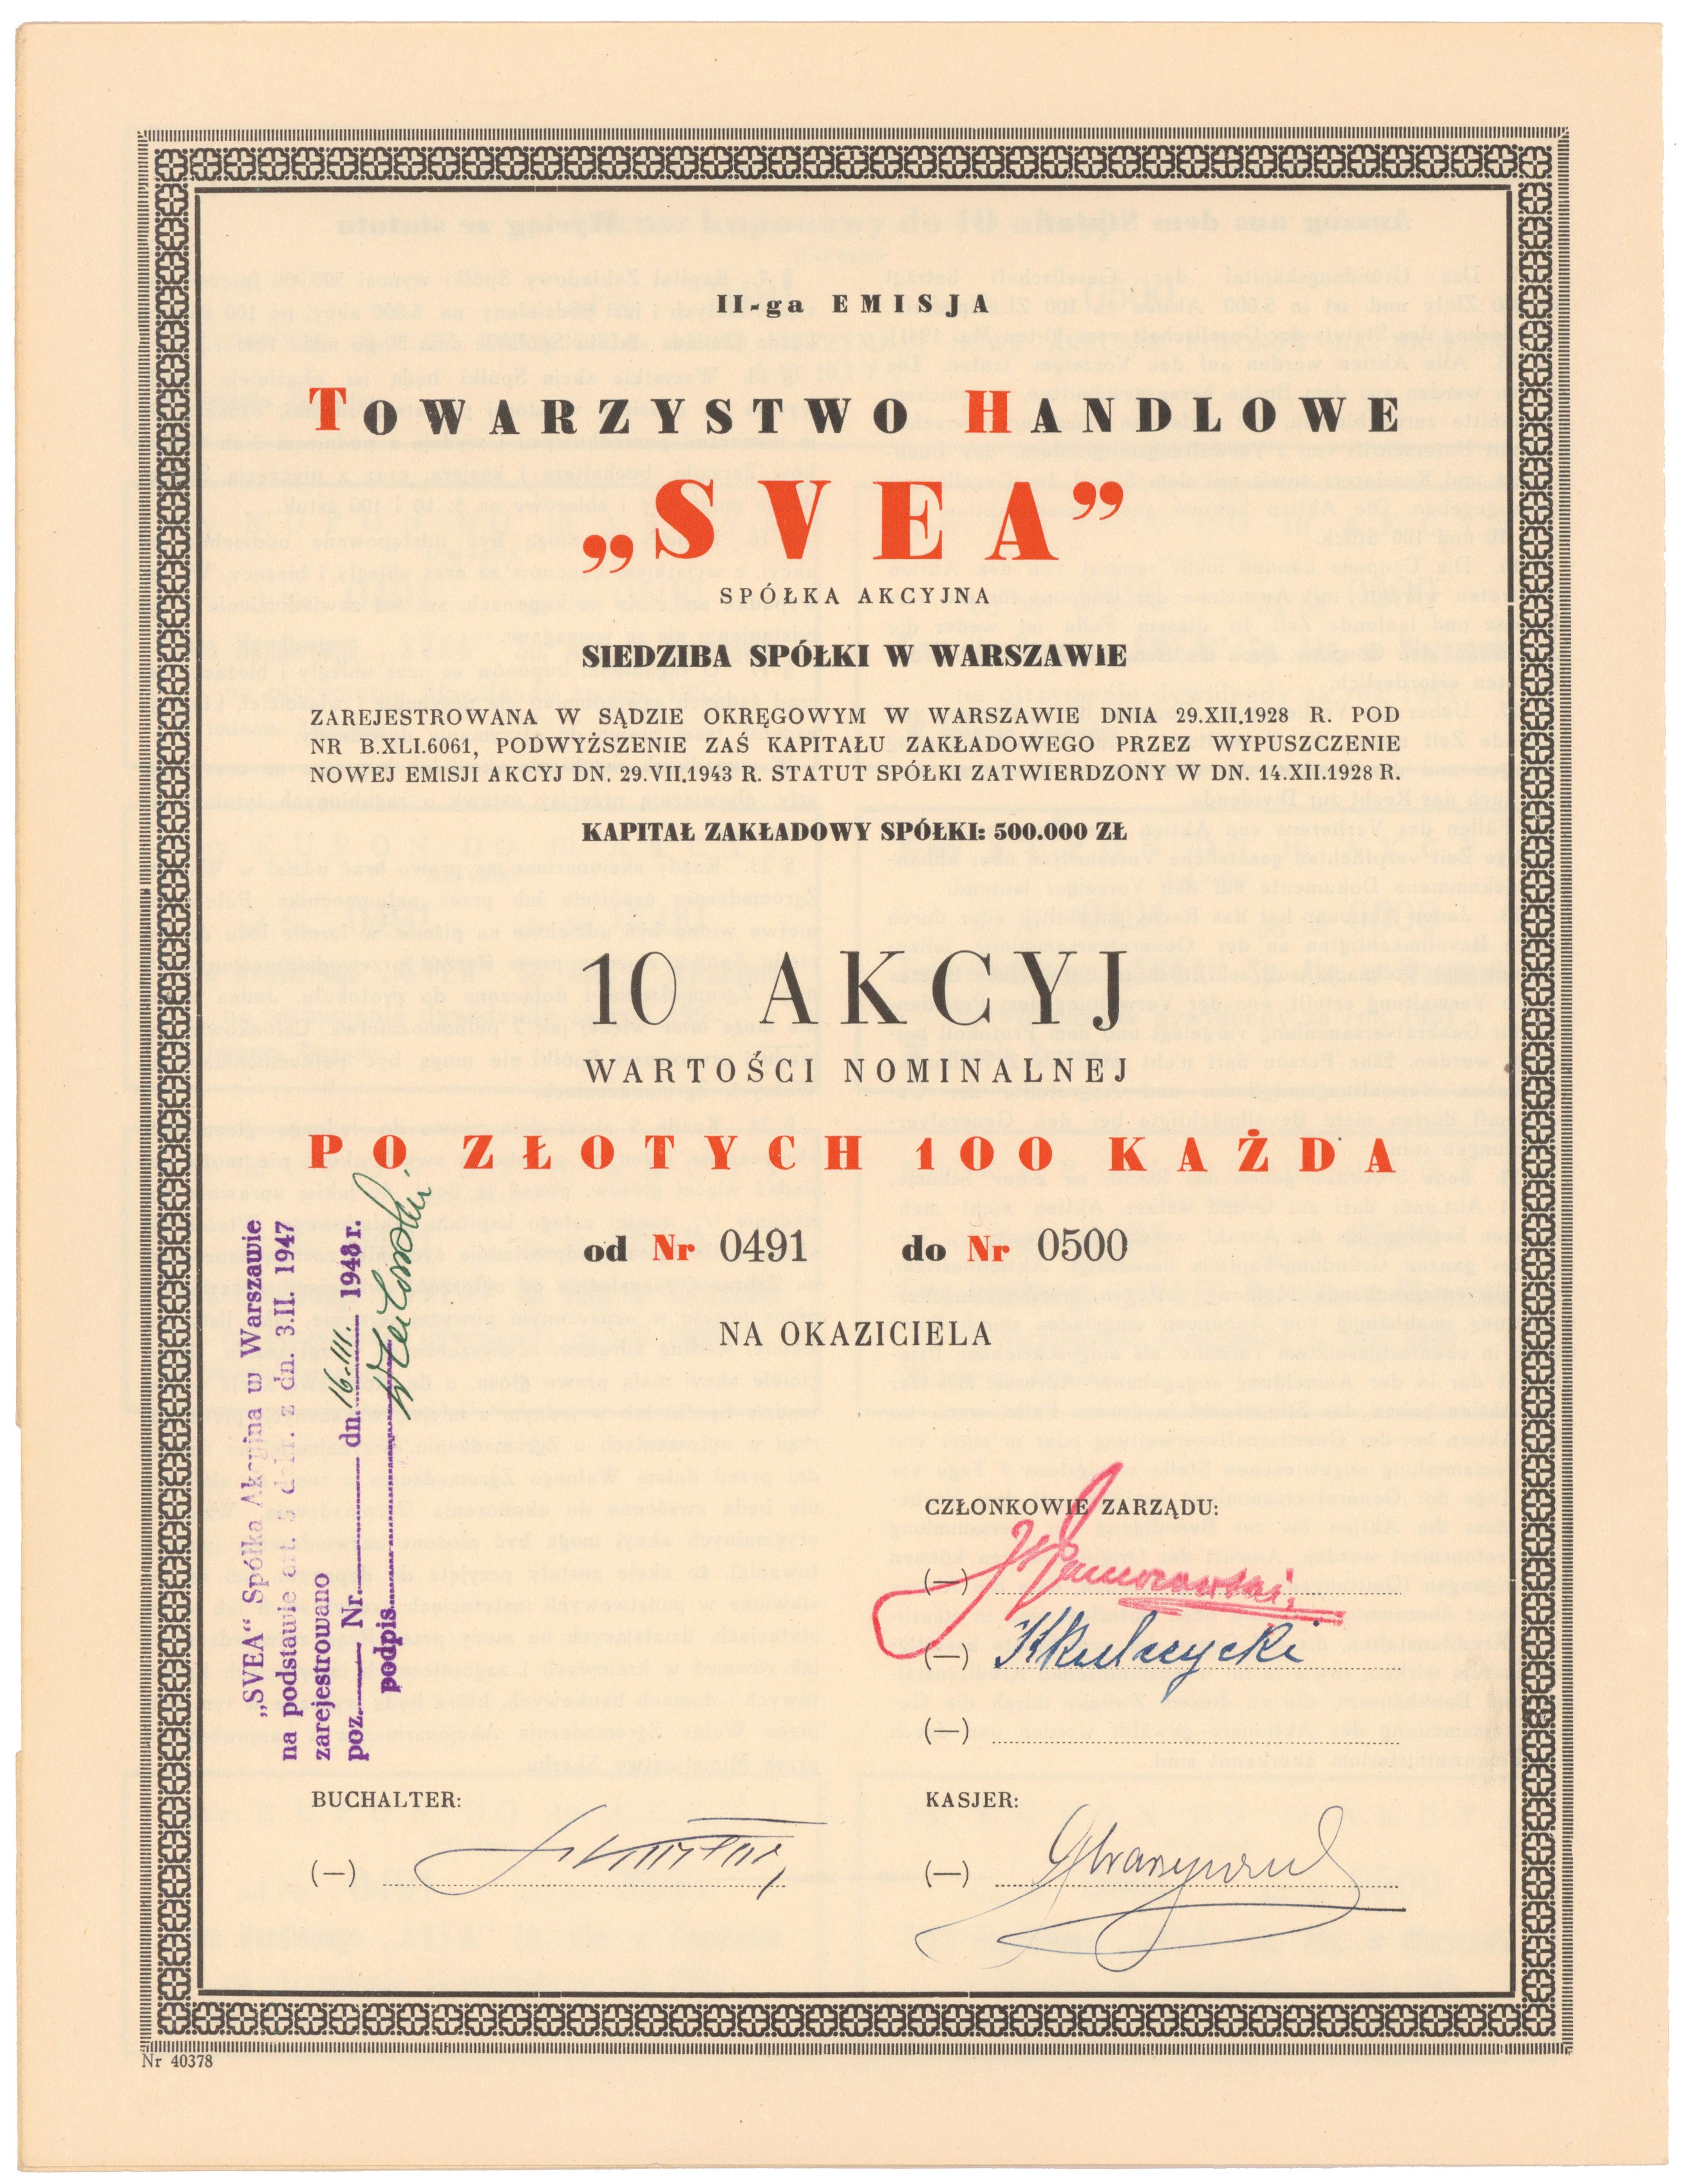 II-ga EMISJA
TOWARZYSTWO HANDLOWE
„SVEA”
SPÓŁKA AKCYJNA
SIEDZIBA SPÓŁKI W WARSZAWIE
ZAREJESTROWANA W SĄDZIE OKRĘGOWYM W WARSZAWIE DNIA 29.XII.1928 R. POD
NR B.XLI.6061, PODWYŻSZENIE ZAŚ KAPITAŁU ZAKŁADOWEGO PRZEZ WYPUSZCZENIE
NOWEJ EMISJI AKCYJ DN. 29.VII.1943 R. STATUT SPÓŁKI ZATWIERDZONY W DN. 14.XII.1928 R.
KAPITAŁ ZAKŁADOWY SPÓŁKI: 500.000 ZŁ
10 AKCYJ
WARTOŚCI NOMINALNEJ
PO ZŁOTYCH 100 KAŻDA
od Nr 0491 do Nr 0500
NA OKAZICIELA
„SVEA“ Spółka Akcyjna w Warszawie
na podstawie art. 5 dekr. z dn. 3.II. 1947
zarejestrowano
poz. Nr. dn. 16.III. 1948 r.
podpis
CZŁONKOWIE ZARZĄDU:
(—)
(—)
(—)
BUCHALTER:
(—)
KASJER:
(—)
Nr 40378